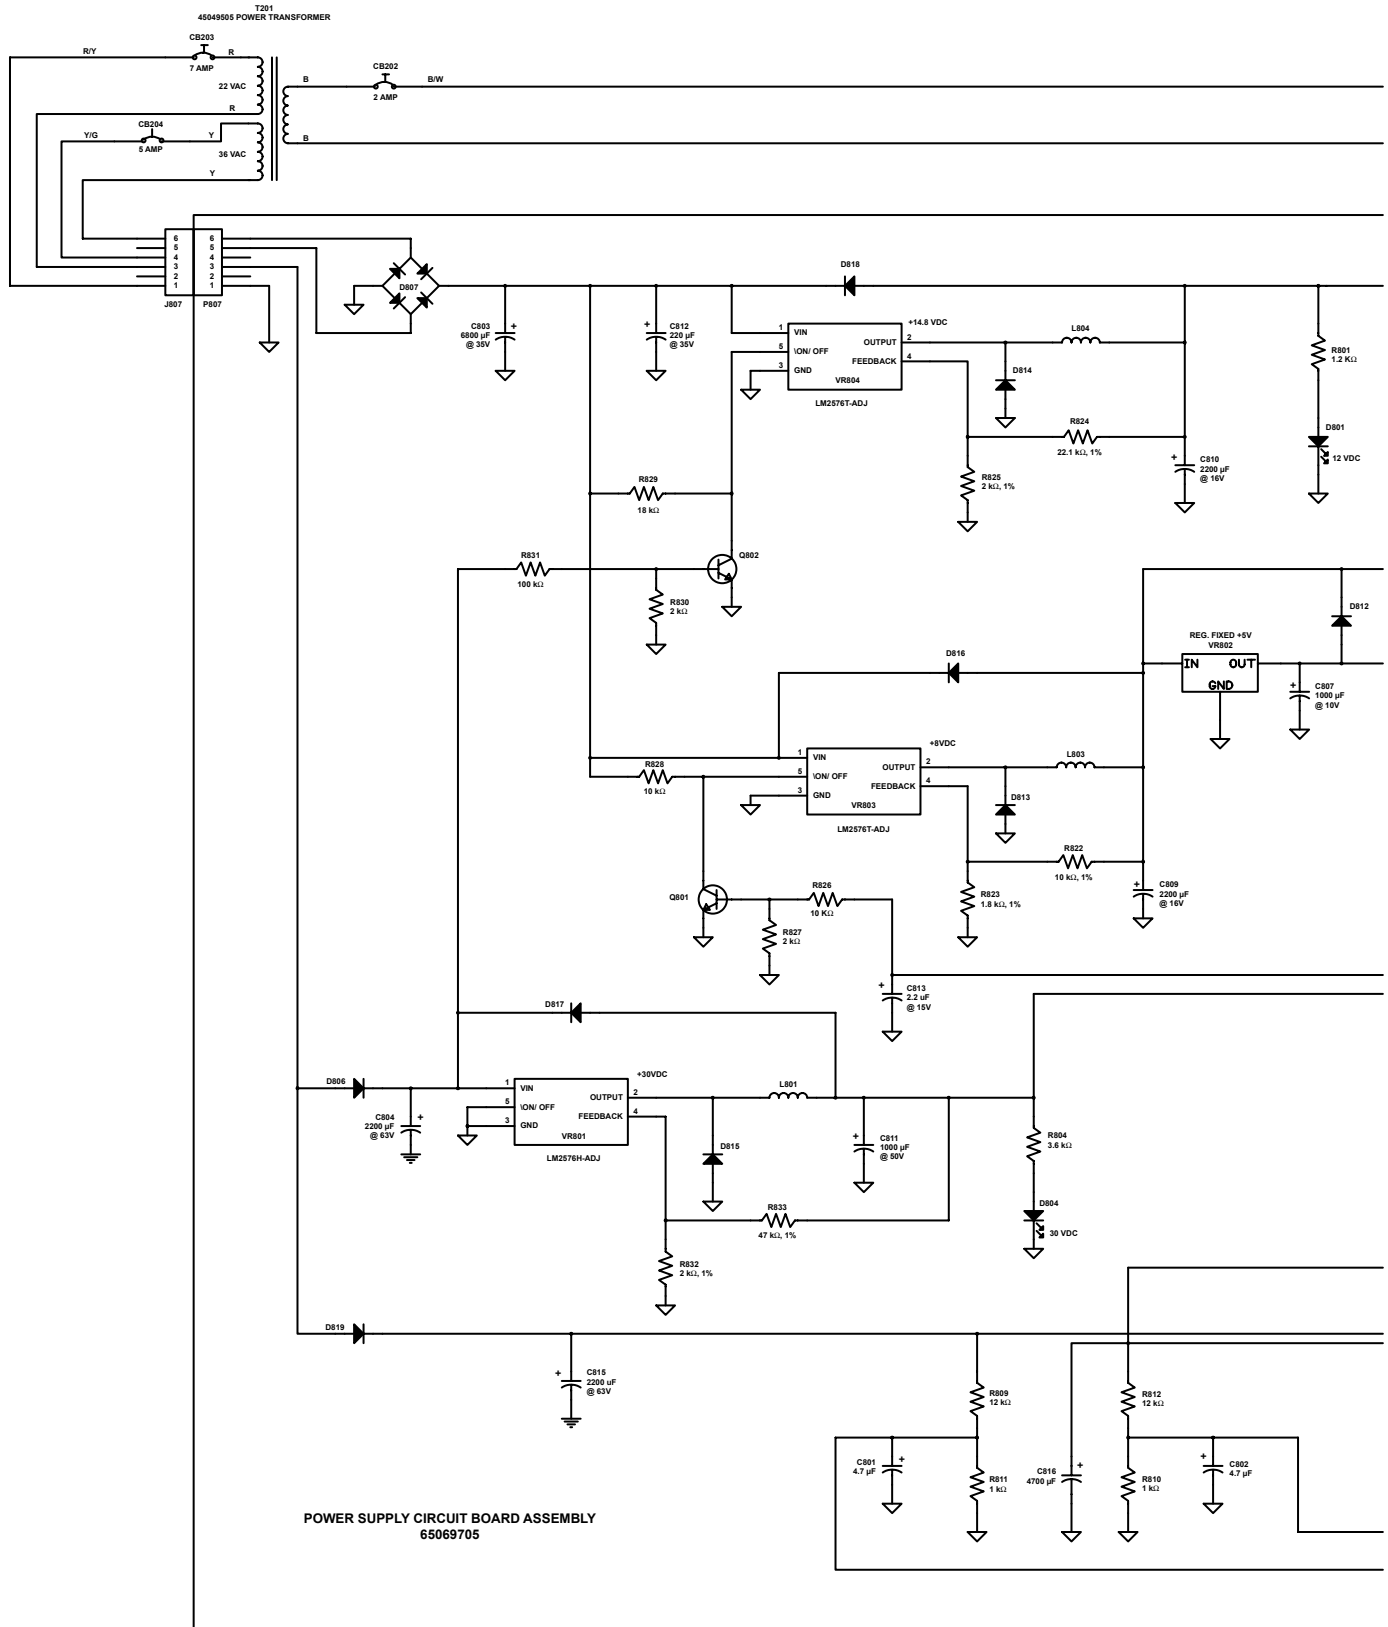 T201
45049505 POWER TRANSFORMER
CB203
R/Y
R
7 AMP
22 VAC
R
CB202
B
B/W
2 AMP
CB204
Y/G
Y
5 AMP
36 VAC
B
Y
6 6
5 5
4 4
3 3
2 2
1 1
J807 P807
D807
D818
C803
6800 µF
@ 35V
+
+
C812
220 µF
@ 35V
+14.8 VDC
1 VIN
OUTPUT 2
5 \ON/ OFF
FEEDBACK 4
3 GND
VR804
LM2576T-ADJ
L804
D814
R801
1.2 KΩ
R824
22.1 kΩ, 1%
D801
12 VDC
R825
2 kΩ, 1%
+
C810
2200 µF
@ 16V
R829
18 kΩ
R831
100 kΩ
Q802
R830
2 kΩ
D812
REG. FIXED +5V
VR802
IN OUT
GND
D816
+
C807
1000 µF
@ 10V
+8VDC
1 VIN
OUTPUT 2
5 \ON/ OFF
FEEDBACK 4
3 GND
VR803
LM2576T-ADJ
R828
10 kΩ
L803
D813
R822
10 kΩ, 1%
R823
1.8 kΩ, 1%
+
C809
2200 µF
@ 16V
Q801
R826
10 KΩ
R827
2 kΩ
+
C813
2.2 uF
@ 15V
D817
D806
+30VDC
1 VIN
OUTPUT 2
5 \ON/ OFF
FEEDBACK 4
3 GND
VR801
LM2576H-ADJ
C804
2200 µF
@ 63V
+
L801
D815
+
C811
1000 µF
@ 50V
R804
3.6 kΩ
D804
30 VDC
R833
47 kΩ, 1%
R832
2 kΩ, 1%
D819
+
C815
2200 uF
@ 63V
R809
12 kΩ
R812
12 kΩ
C801
4.7 µF
+
R811
1 kΩ
C816
4700 µF
+
R810
1 kΩ
+
C802
4.7 µF
POWER SUPPLY CIRCUIT BOARD ASSEMBLY
65069705